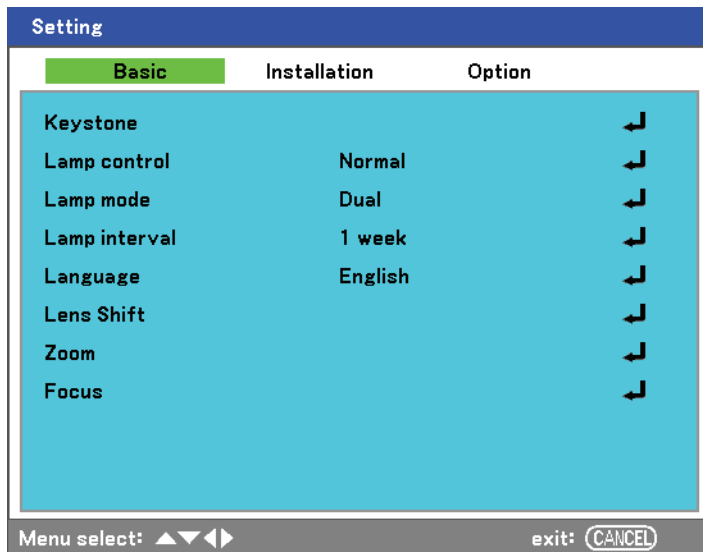 Setting
Basic Installation Option
Keystone
Lamp control Normal
Lamp mode Dual
Lamp interval 1 week
Language English
Lens Shift
Zoom
Focus
Menu select: ▲▼◀▶ exit: CANCEL